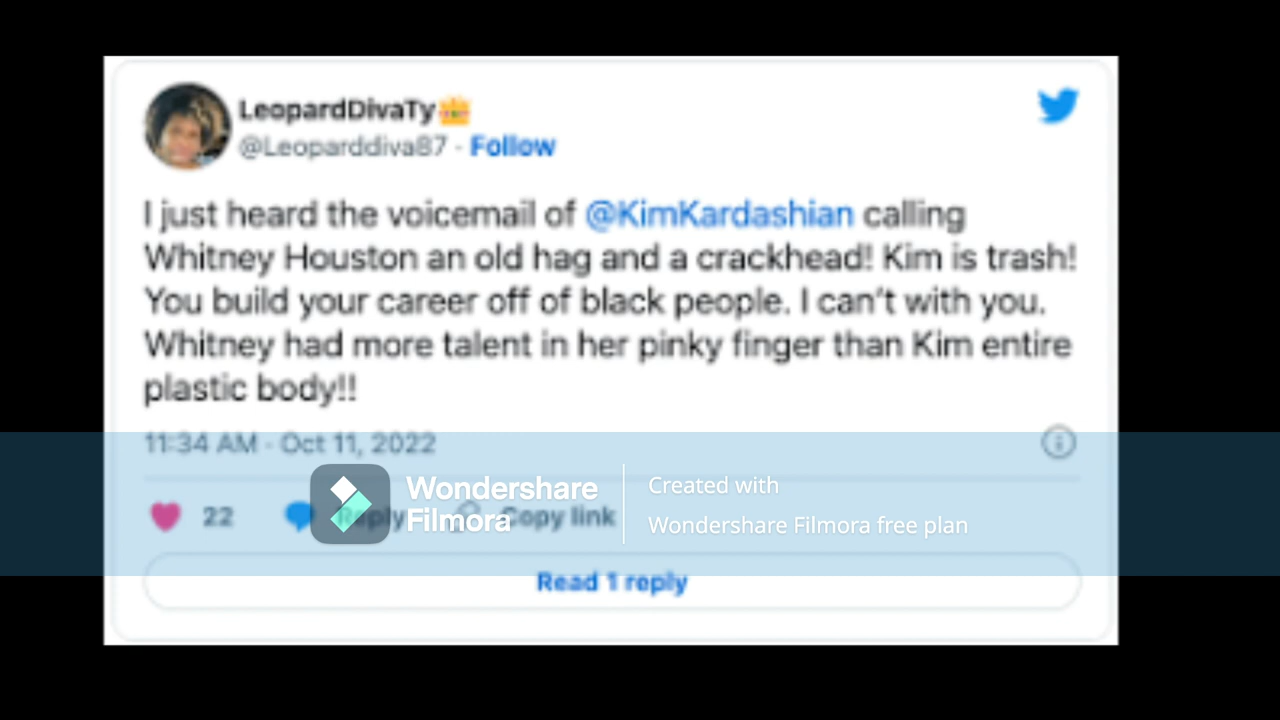 LeopardDivaTy
@Leoparddiva87 · Follow
I just heard the voicemail of @KimKardashian calling
Whitney Houston an old hag and a crackhead! Kim is trash!
You build your career off of black people. I can't with you.
Whitney had more talent in her pinky finger than Kim entire
plastic body!!
11:34 AM · Oct 11, 2022
22 Reply Copy link
Wondershare
Filmora
Created with
Wondershare Filmora free plan
Read 1 reply